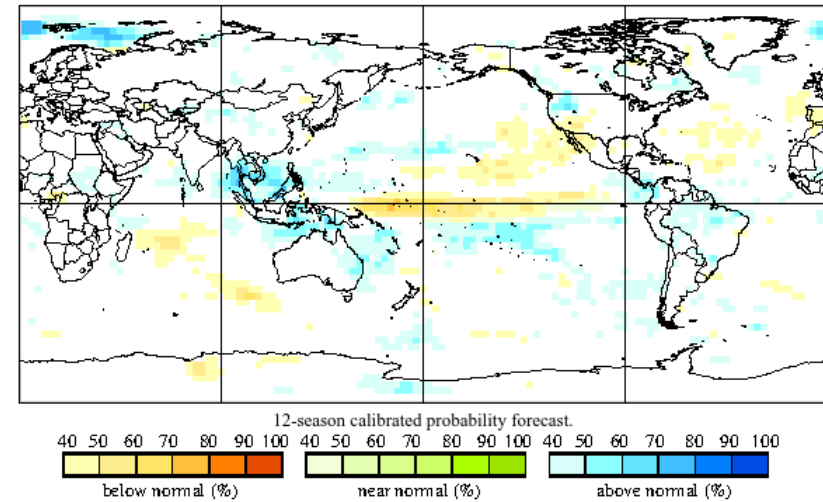 12-season calibrated probability forecast.
40 50 60 70 80 90 100 40 50 60 70 80 90 100 40 50 60 70 80 90 100
below normal (%) near normal (%) above normal (%)